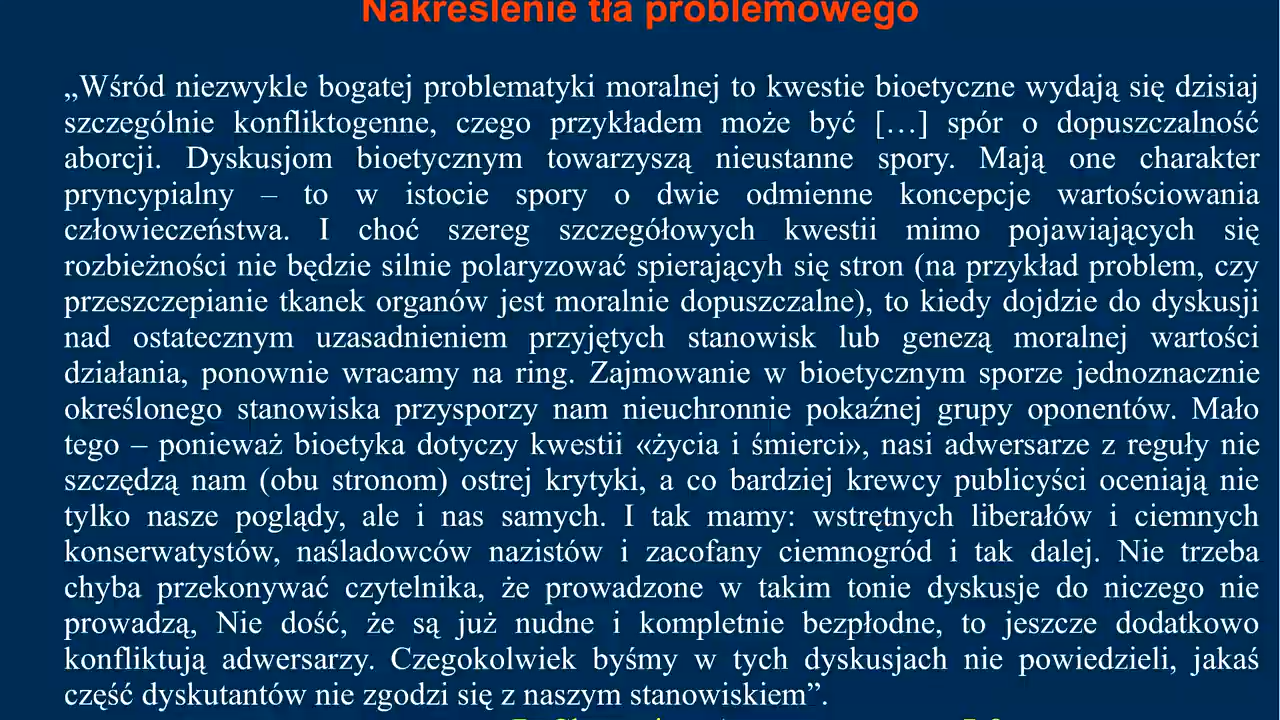 Nakreślenie tła problemowego
„Wśród niezwykle bogatej problematyki moralnej to kwestie bioetyczne wydają się dzisiaj
szczególnie konfliktogenne, czego przykładem może być […] spór o dopuszczalność
aborcji. Dyskusjom bioetycznym towarzyszą nieustanne spory. Mają one charakter
pryncypialny – to w istocie spory o dwie odmienne koncepcje wartościowania
człowieczeństwa. I choć szereg szczegółowych kwestii mimo pojawiających się
rozbieżności nie będzie silnie polaryzować spierającyh się stron (na przykład problem, czy
przeszczepianie tkanek organów jest moralnie dopuszczalne), to kiedy dojdzie do dyskusji
nad ostatecznym uzasadnieniem przyjętych stanowisk lub genezą moralnej wartości
działania, ponownie wracamy na ring. Zajmowanie w bioetycznym sporze jednoznacznie
określonego stanowiska przysporzy nam nieuchronnie pokaźnej grupy oponentów. Mało
tego – ponieważ bioetyka dotyczy kwestii «życia i śmierci», nasi adwersarze z reguły nie
szczędzą nam (obu stronom) ostrej krytyki, a co bardziej krewcy publicyści oceniają nie
tylko nasze poglądy, ale i nas samych. I tak mamy: wstrętnych liberałów i ciemnych
konserwatystów, naśladowców nazistów i zacofany ciemnogród i tak dalej. Nie trzeba
chyba przekonywać czytelnika, że prowadzone w takim tonie dyskusje do niczego nie
prowadzą, Nie dość, że są już nudne i kompletnie bezpłodne, to jeszcze dodatkowo
konfliktują adwersarzy. Czegokolwiek byśmy w tych dyskusjach nie powiedzieli, jakaś
część dyskutantów nie zgodzi się z naszym stanowiskiem”.